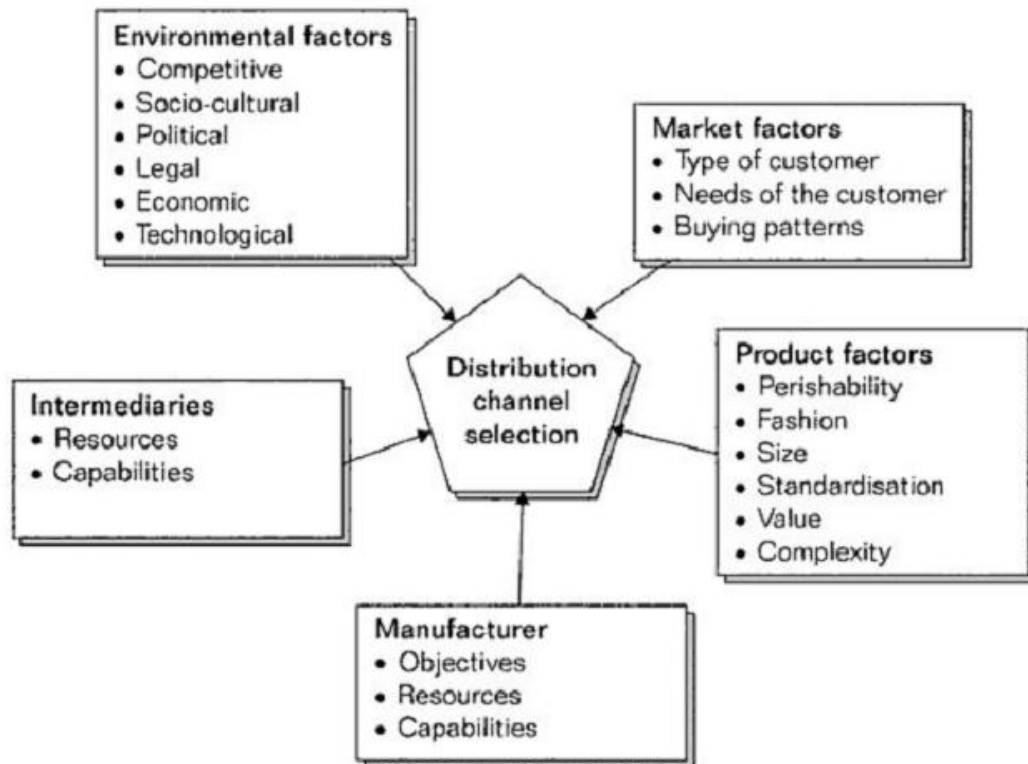 Environmental factors
• Competitive
• Socio-cultural
• Political
• Legal
• Economic
• Technological
Market factors
• Type of customer
• Needs of the customer
• Buying patterns
Distribution
channel
selection
Product factors
• Perishability
• Fashion
• Size
• Standardisation
• Value
• Complexity
Intermediaries
• Resources
• Capabilities
Manufacturer
• Objectives
• Resources
• Capabilities